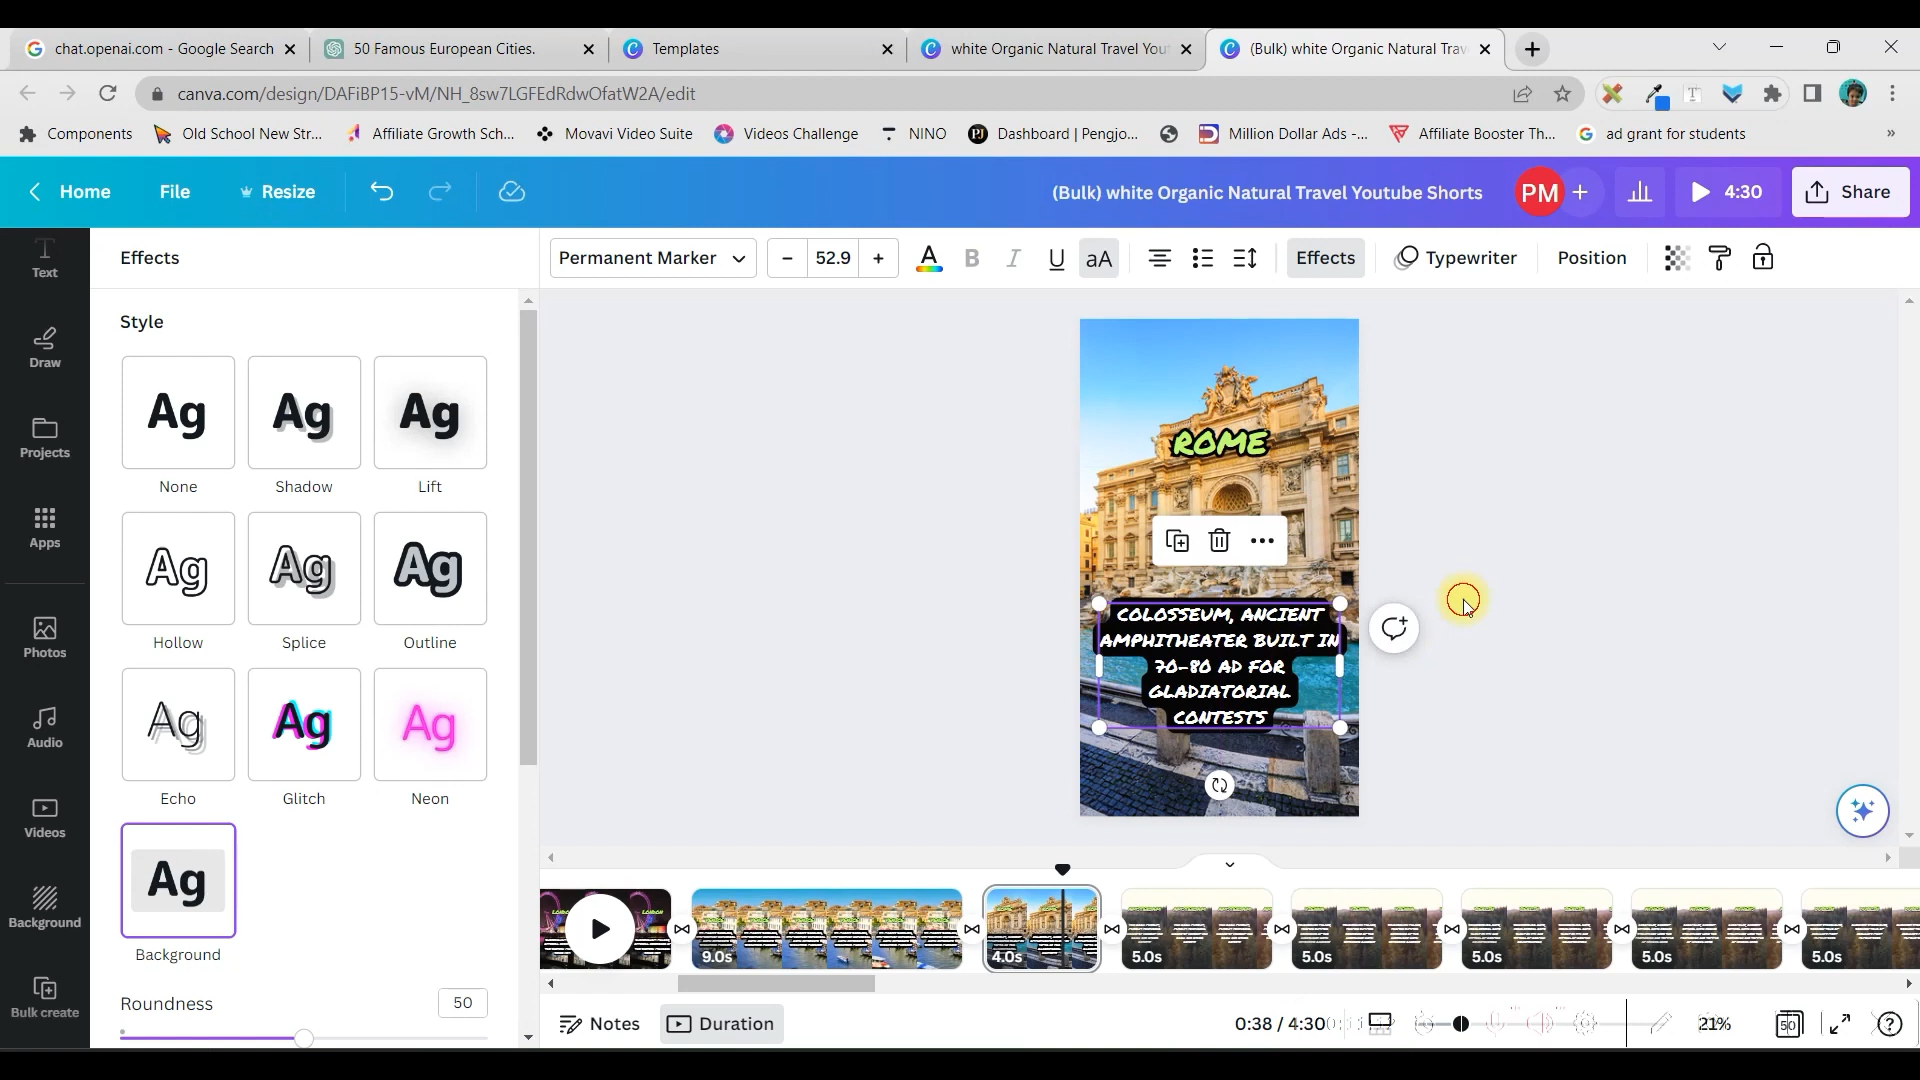 chat.openai.com - Google Search
50 Famous European Cities.
Templates
white Organic Natural Travel You
(Bulk) white Organic Natural Trav
canva.com/design/DAFiBP15-vM/NH_8sw7LGFEdRdwOfatW2A/edit
Components
Old School New Str...
Affiliate Growth Sch...
Movavi Video Suite
Videos Challenge
NINO
Dashboard | Pengjo...
Million Dollar Ads -...
Affiliate Booster Th...
ad grant for students
Home
File
Resize
(Bulk) white Organic Natural Travel Youtube Shorts
PM
4:30
Share
Text
Draw
Projects
Apps
Photos
Audio
Videos
Background
Bulk create
Effects
Style
Ag
None
Ag
Shadow
Ag
Lift
Ag
Hollow
Ag
Splice
Ag
Outline
Ag
Echo
Ag
Glitch
Ag
Neon
Ag
Background
Roundness
50
Permanent Marker
52.9
A
B
I
U
aA
Effects
Typewriter
Position
ROME
COLOSSEUM, ANCIENT
AMPHITHEATER BUILT IN
70-80 AD FOR
GLADIATORIAL
CONTESTS
9.0s
4.0s
5.0s
5.0s
5.0s
5.0s
5.0s
Notes
Duration
0:38 / 4:30
21%
50